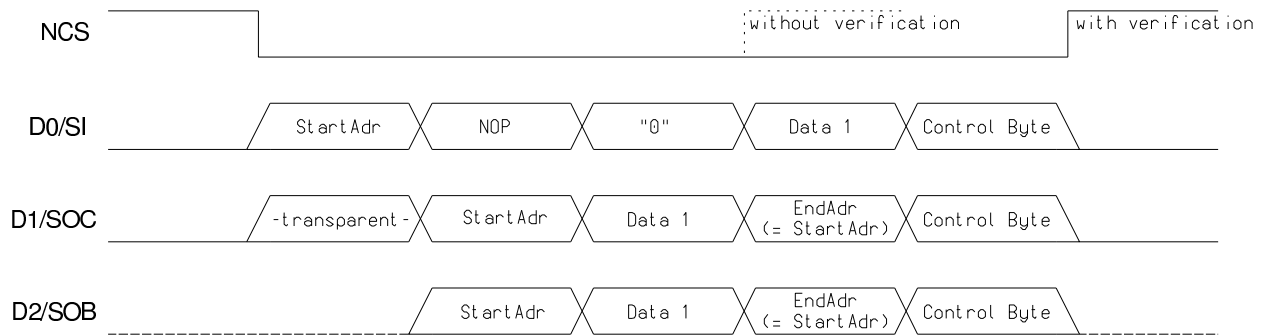 NCS
without verification
with verification
D0/SI
StartAdr
NOP
"0"
Data 1
Control Byte
D1/SOC
-transparent-
StartAdr
Data 1
EndAdr
(= StartAdr)
Control Byte
D2/SOB
StartAdr
Data 1
EndAdr
(= StartAdr)
Control Byte